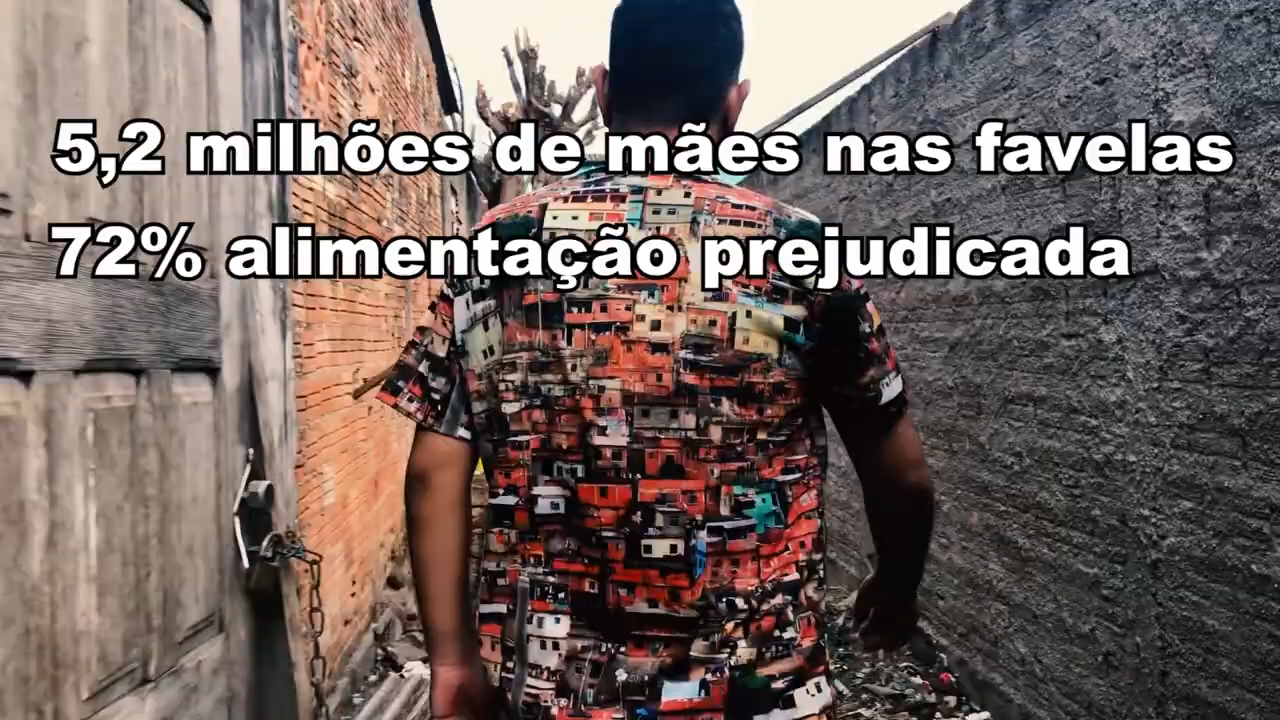 5,2 milhões de mães nas favelas
72% alimentação prejudicada